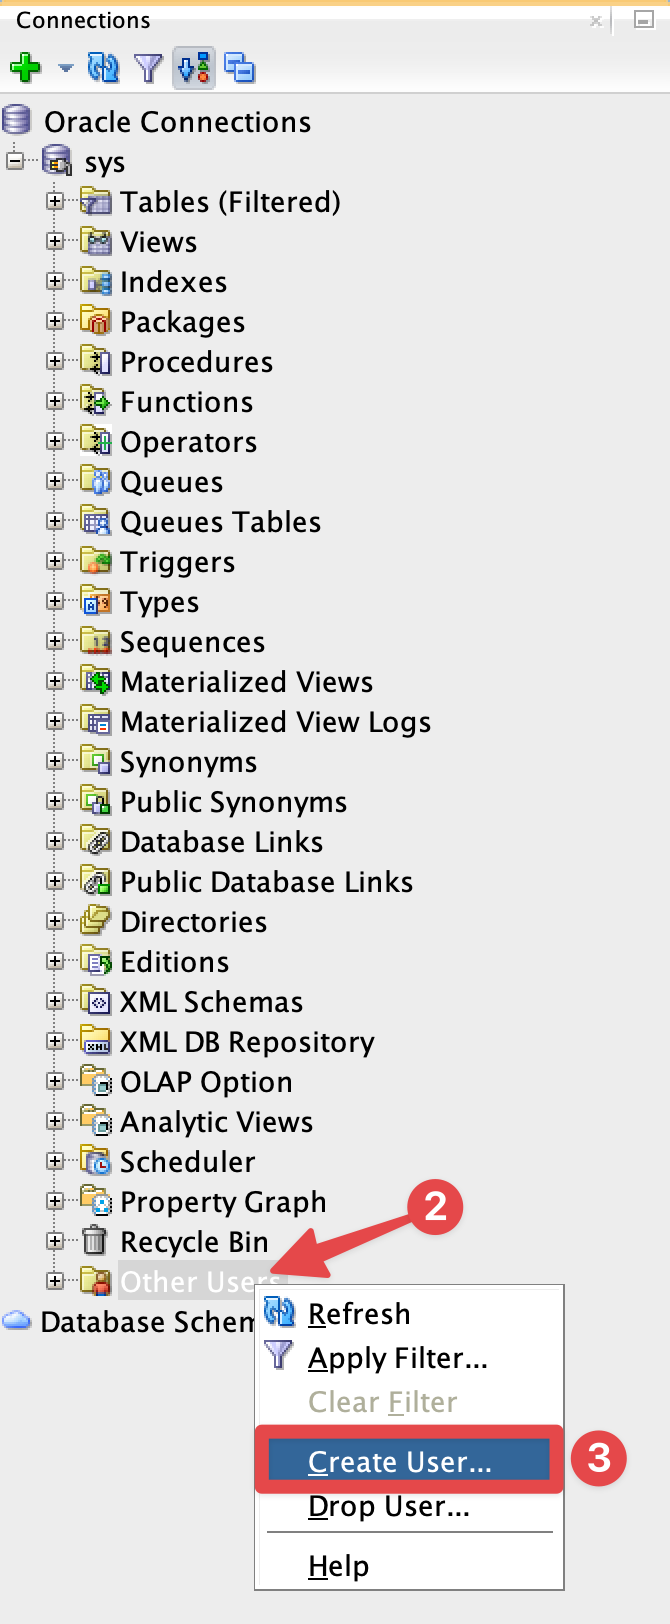 Connections
Oracle Connections
sys
Tables (Filtered)
Views
Indexes
Packages
Procedures
Functions
Operators
Queues
Queues Tables
Triggers
Types
Sequences
Materialized Views
Materialized View Logs
Synonyms
Public Synonyms
Database Links
Public Database Links
Directories
Editions
XML Schemas
XML DB Repository
OLAP Option
Analytic Views
Scheduler
Property Graph
2
Recycle Bin
Other Users
Database Schem
Refresh
Apply Filter...
Clear Filter
Create User...
3
Drop User...
Help